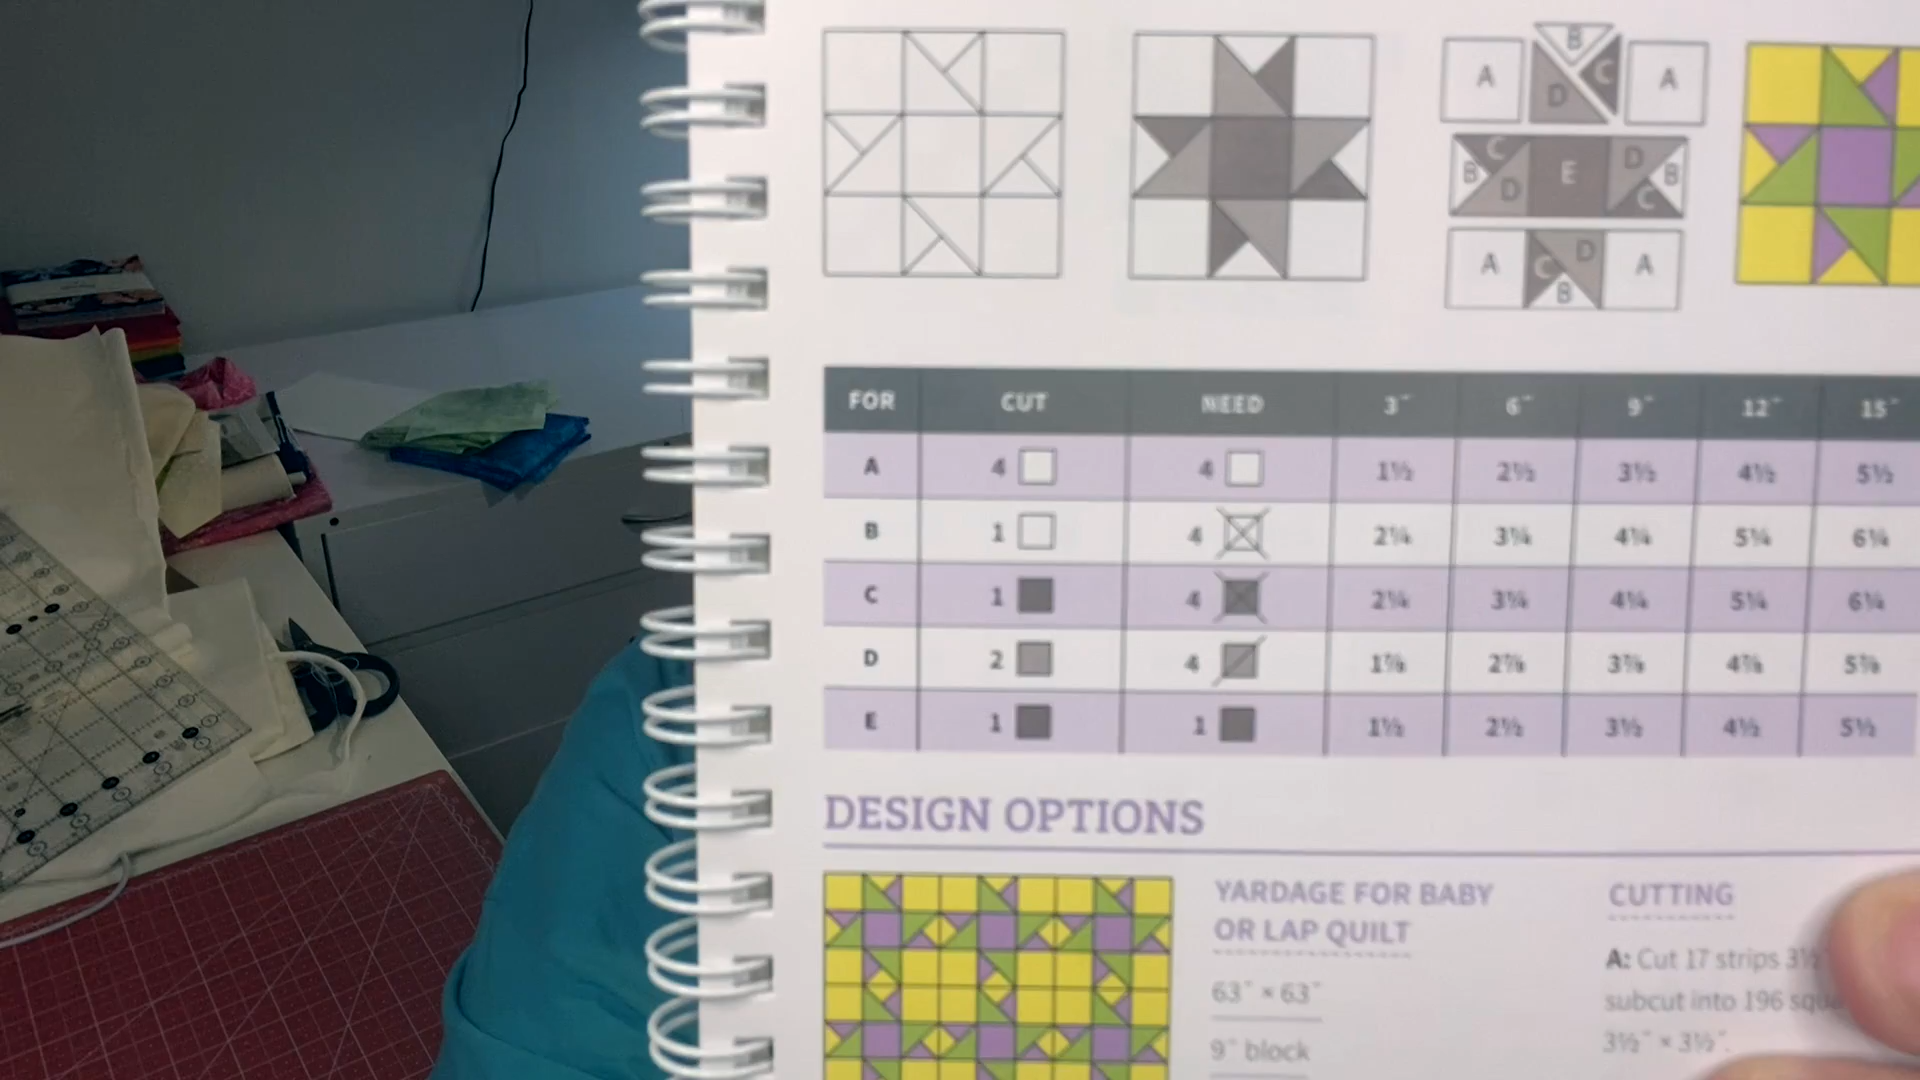 B
A C A
D
C D
B E B
D C
A D A
C
B
FOR CUT NEED 3" 6" 9" 12" 15"
A 4 4 1½ 2½ 3½ 4½ 5½
B 1 4 2¼ 3¼ 4¼ 5¼ 6¼
C 1 4 2¼ 3¼ 4¼ 5¼ 6¼
D 2 4 1⅞ 2⅞ 3⅞ 4⅞ 5⅞
E 1 1 1½ 2½ 3½ 4½ 5½
DESIGN OPTIONS
YARDAGE FOR BABY
OR LAP QUILT
63" × 63"
9" block
CUTTING
A: Cut 17 strips 3½
subcut into 196
3½" × 3½".